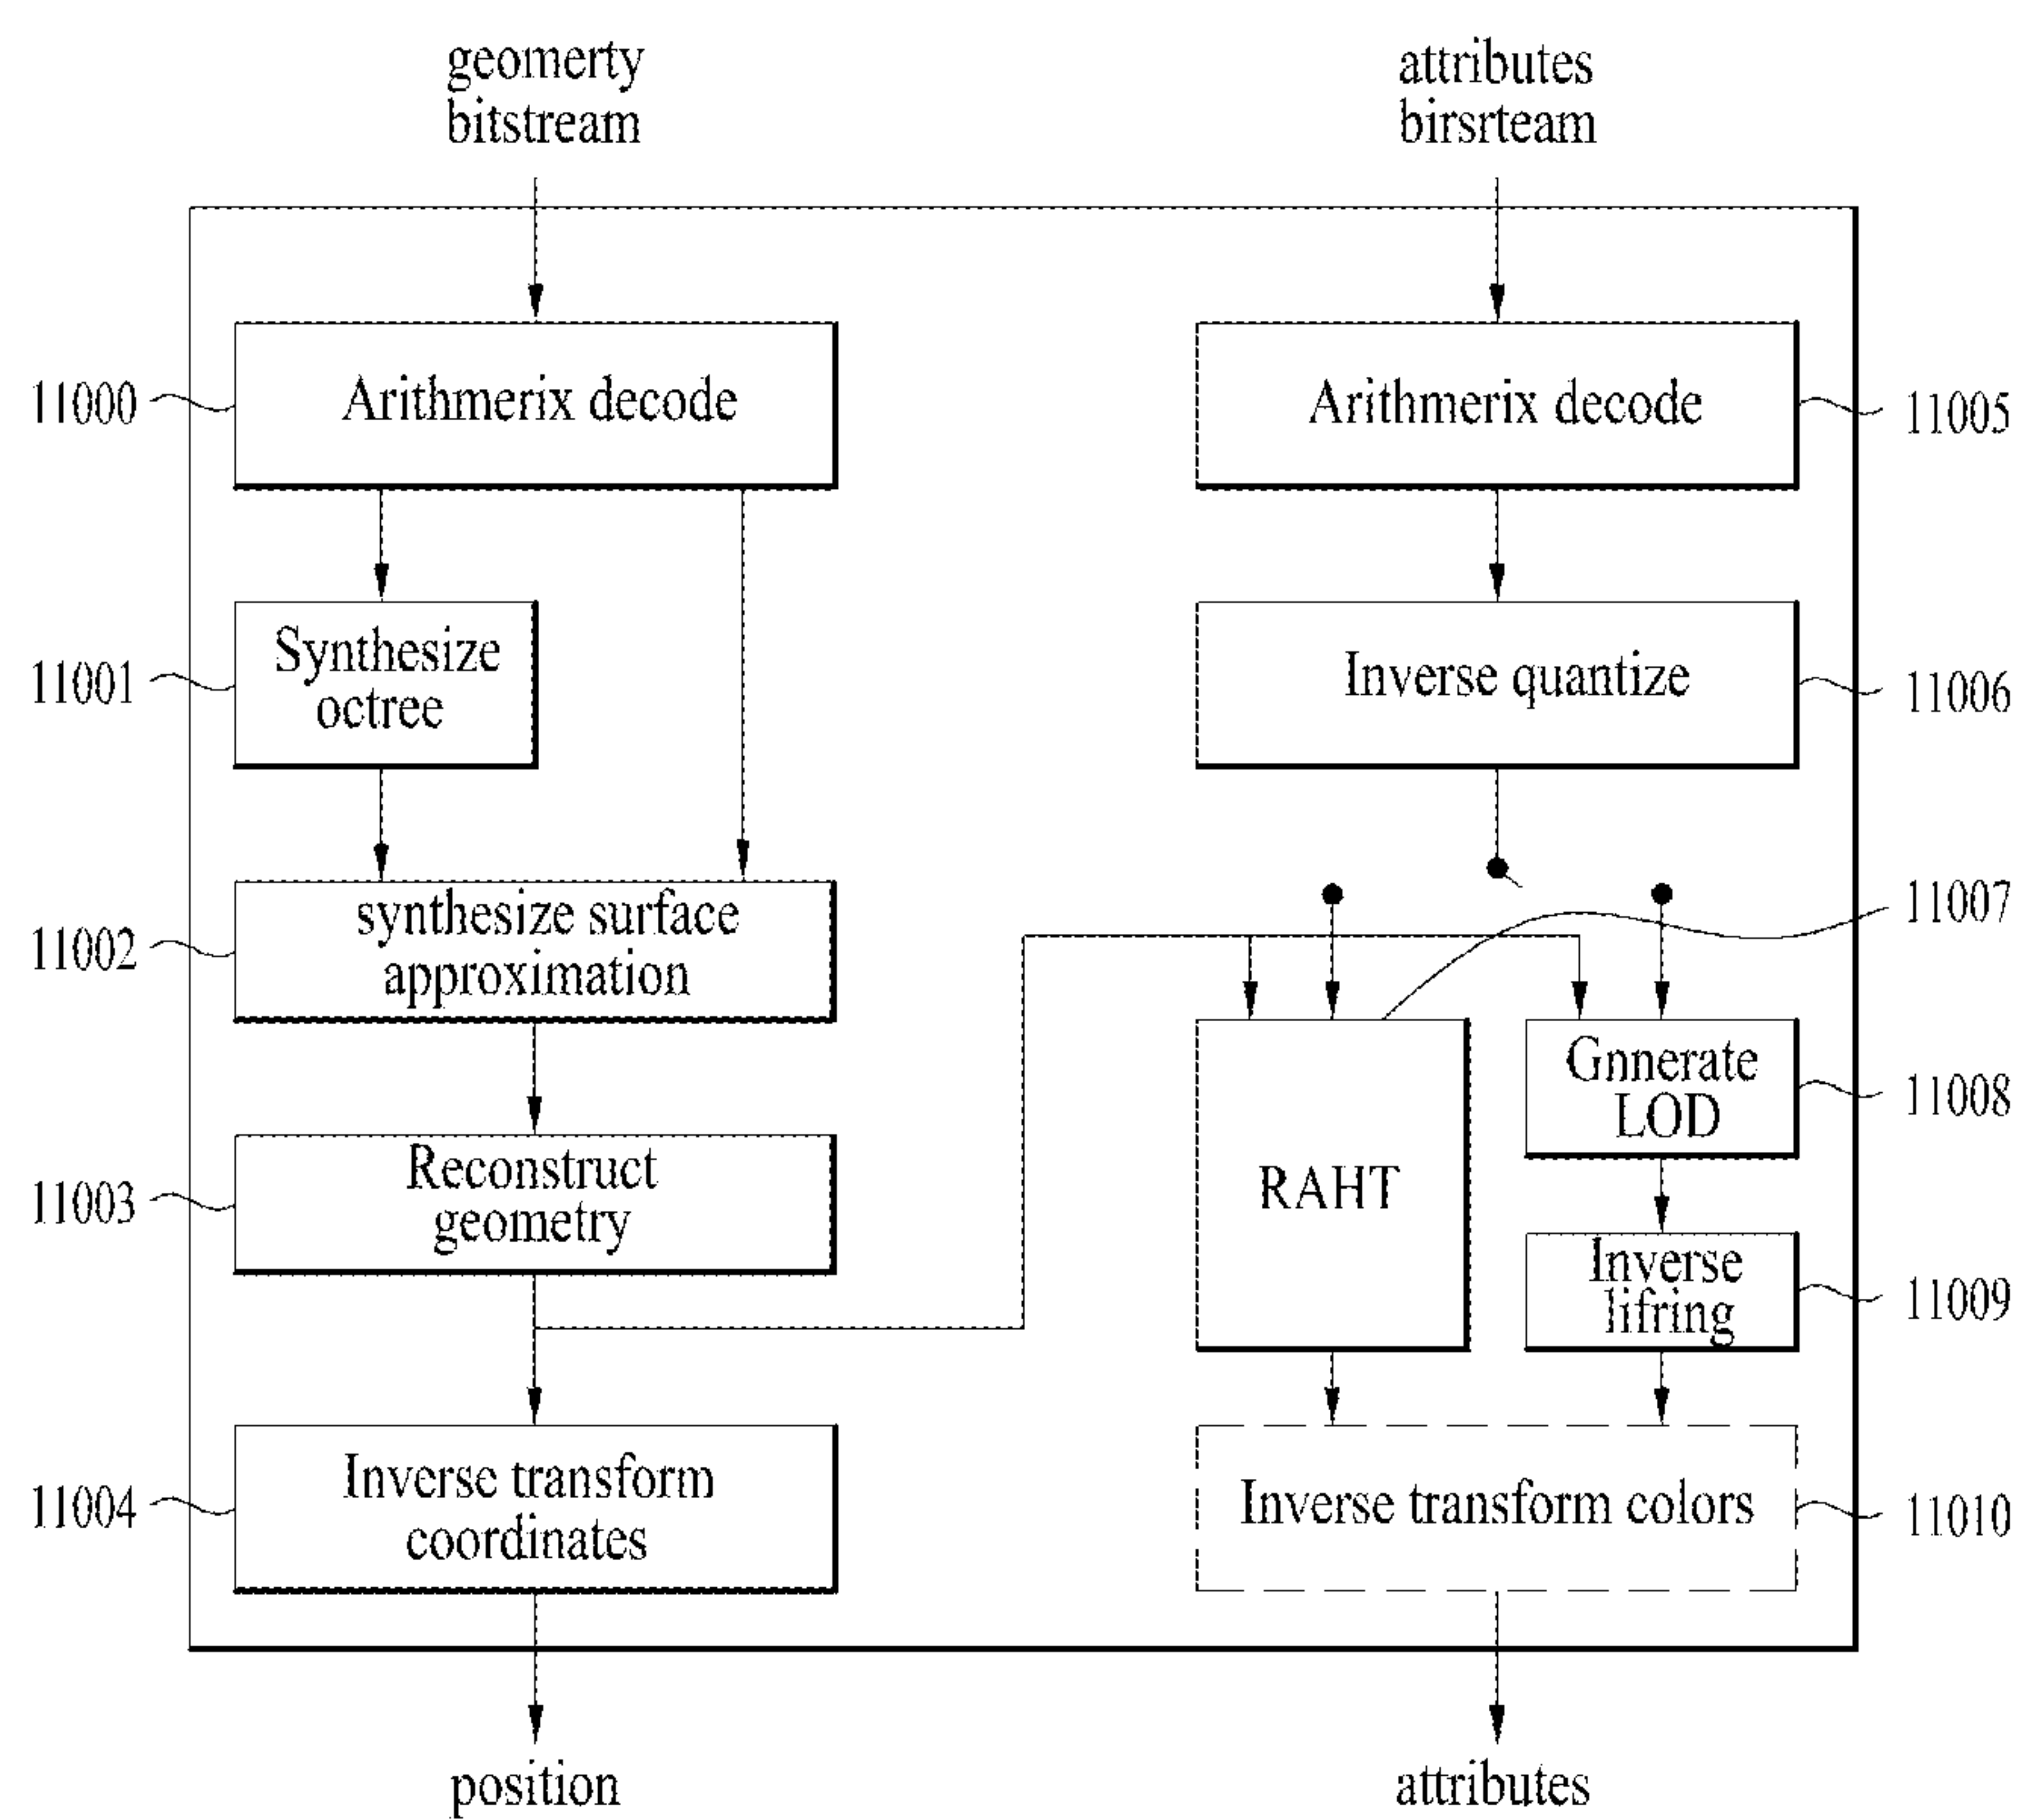 geomerty
bitstream
attributes
birsrteam
Arithmerix decode
11000
Arithmerix decode
11005
Synthesize
octree
11001
Inverse quantize
11006
synthesize surface
approximation
11002
11007
Gnnerate
LOD
11008
Reconstruct
geometry
11003
RAHT
Inverse
lifring
11009
Inverse transform
coordinates
11004
Inverse transform colors
11010
position
attributes